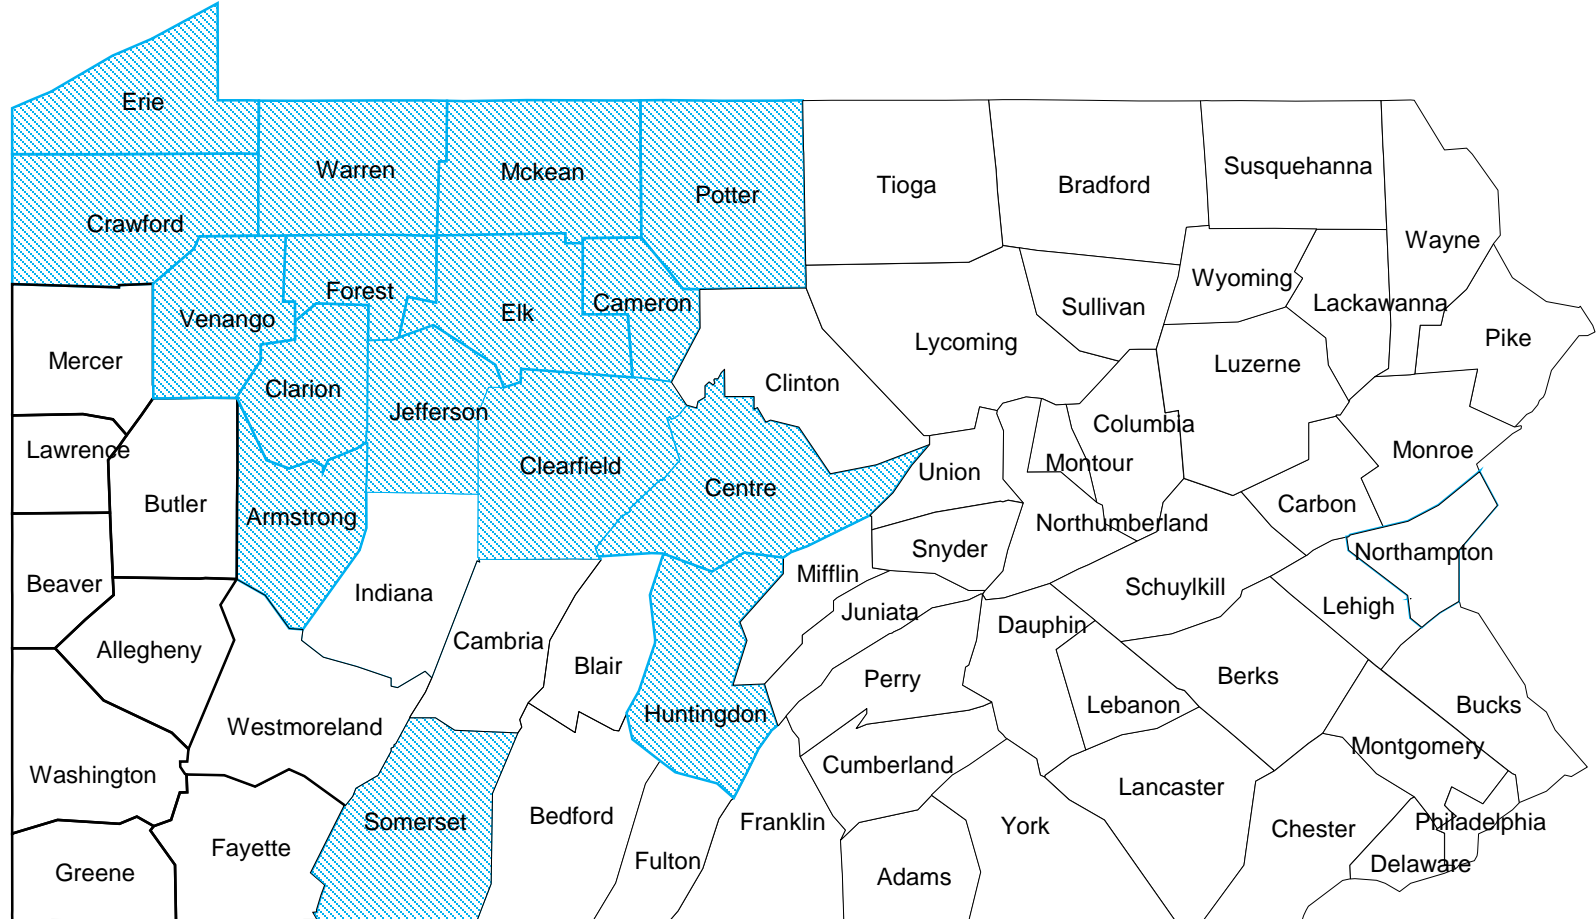 Erie
Warren
Mckean
Potter
Tioga
Bradford
Susquehanna
Crawford
Wayne
Venango
Forest
Elk
Cameron
Sullivan
Wyoming
Lackawanna
Mercer
Clarion
Jefferson
Clinton
Lycoming
Luzerne
Pike
Lawrence
Butler
Armstrong
Clearfield
Centre
Union
Montour
Columbia
Carbon
Monroe
Beaver
Indiana
Mifflin
Snyder
Northumberland
Schuylkill
Northampton
Allegheny
Cambria
Blair
Juniata
Dauphin
Lehigh
Westmoreland
Huntingdon
Perry
Lebanon
Berks
Bucks
Washington
Somerset
Bedford
Cumberland
Lancaster
Montgomery
Greene
Fayette
Fulton
Franklin
Adams
York
Chester
Philadelphia
Delaware